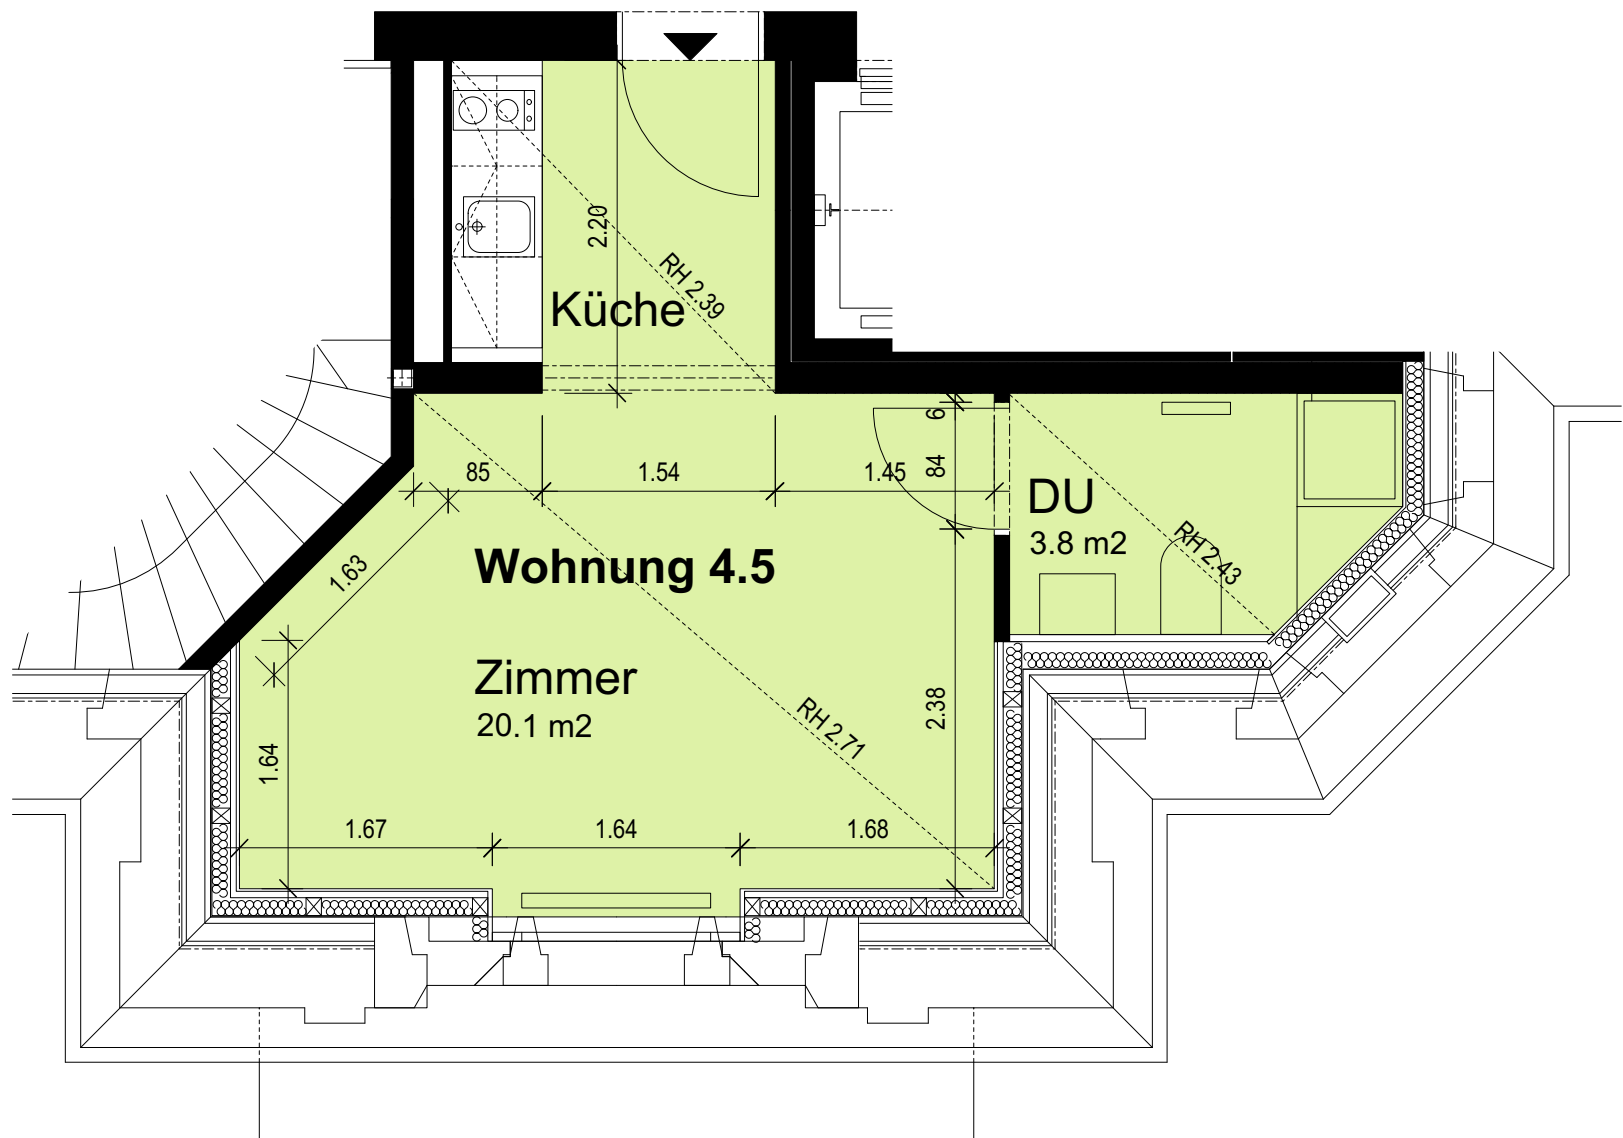 2.20
RH 2.39
Küche
6
85
1.54
1.45
84
DU
3.8 m2
RH 2.43
1.63
Wohnung 4.5
Zimmer
20.1 m2
RH 2.71
2.38
1.64
1.67
1.64
1.68